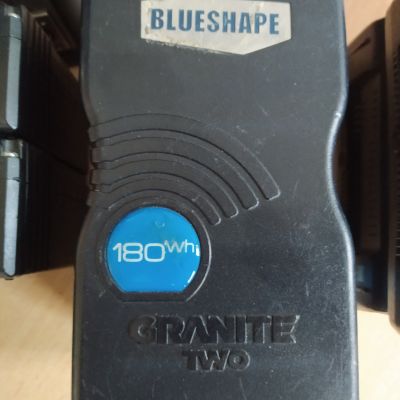 BLUESHAPE
180Wh
GRANITE
TWO